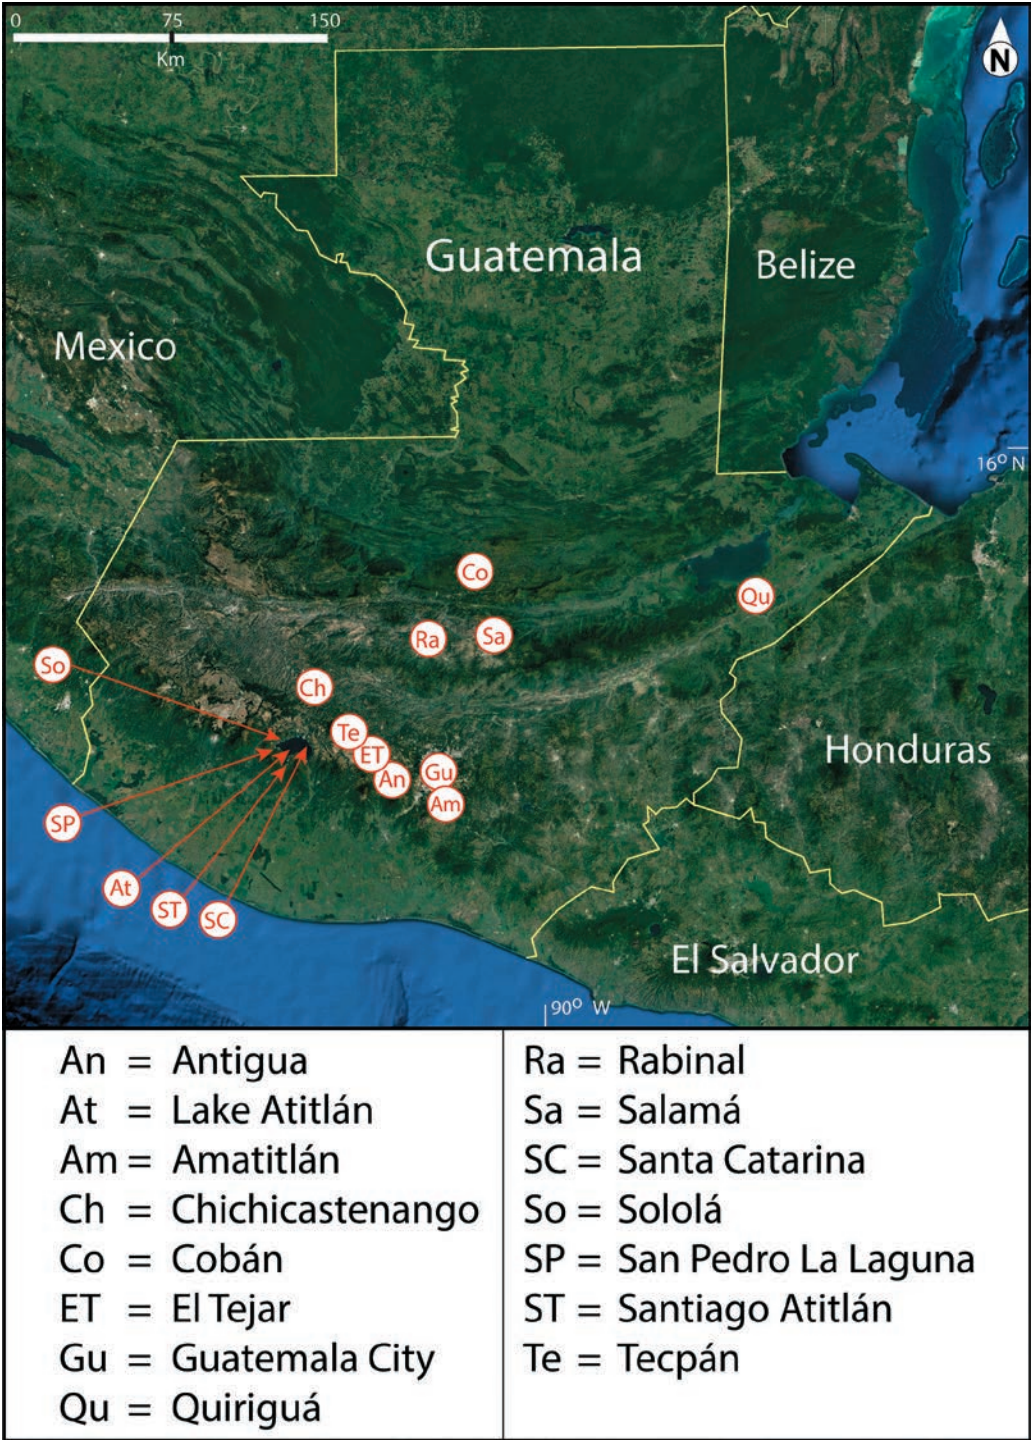 0 75 150
Km
N
Guatemala
Belize
Mexico
16° N
Co
Qu
Ra
Sa
So
Ch
Te
ET
An
Gu
Am
Honduras
SP
At
ST
SC
El Salvador
90° W
An = Antigua
At = Lake Atitlán
Am = Amatitlán
Ch = Chichicastenango
Co = Cobán
ET = El Tejar
Gu = Guatemala City
Qu = Quiriguá
Ra = Rabinal
Sa = Salamá
SC = Santa Catarina
So = Sololá
SP = San Pedro La Laguna
ST = Santiago Atitlán
Te = Tecpán